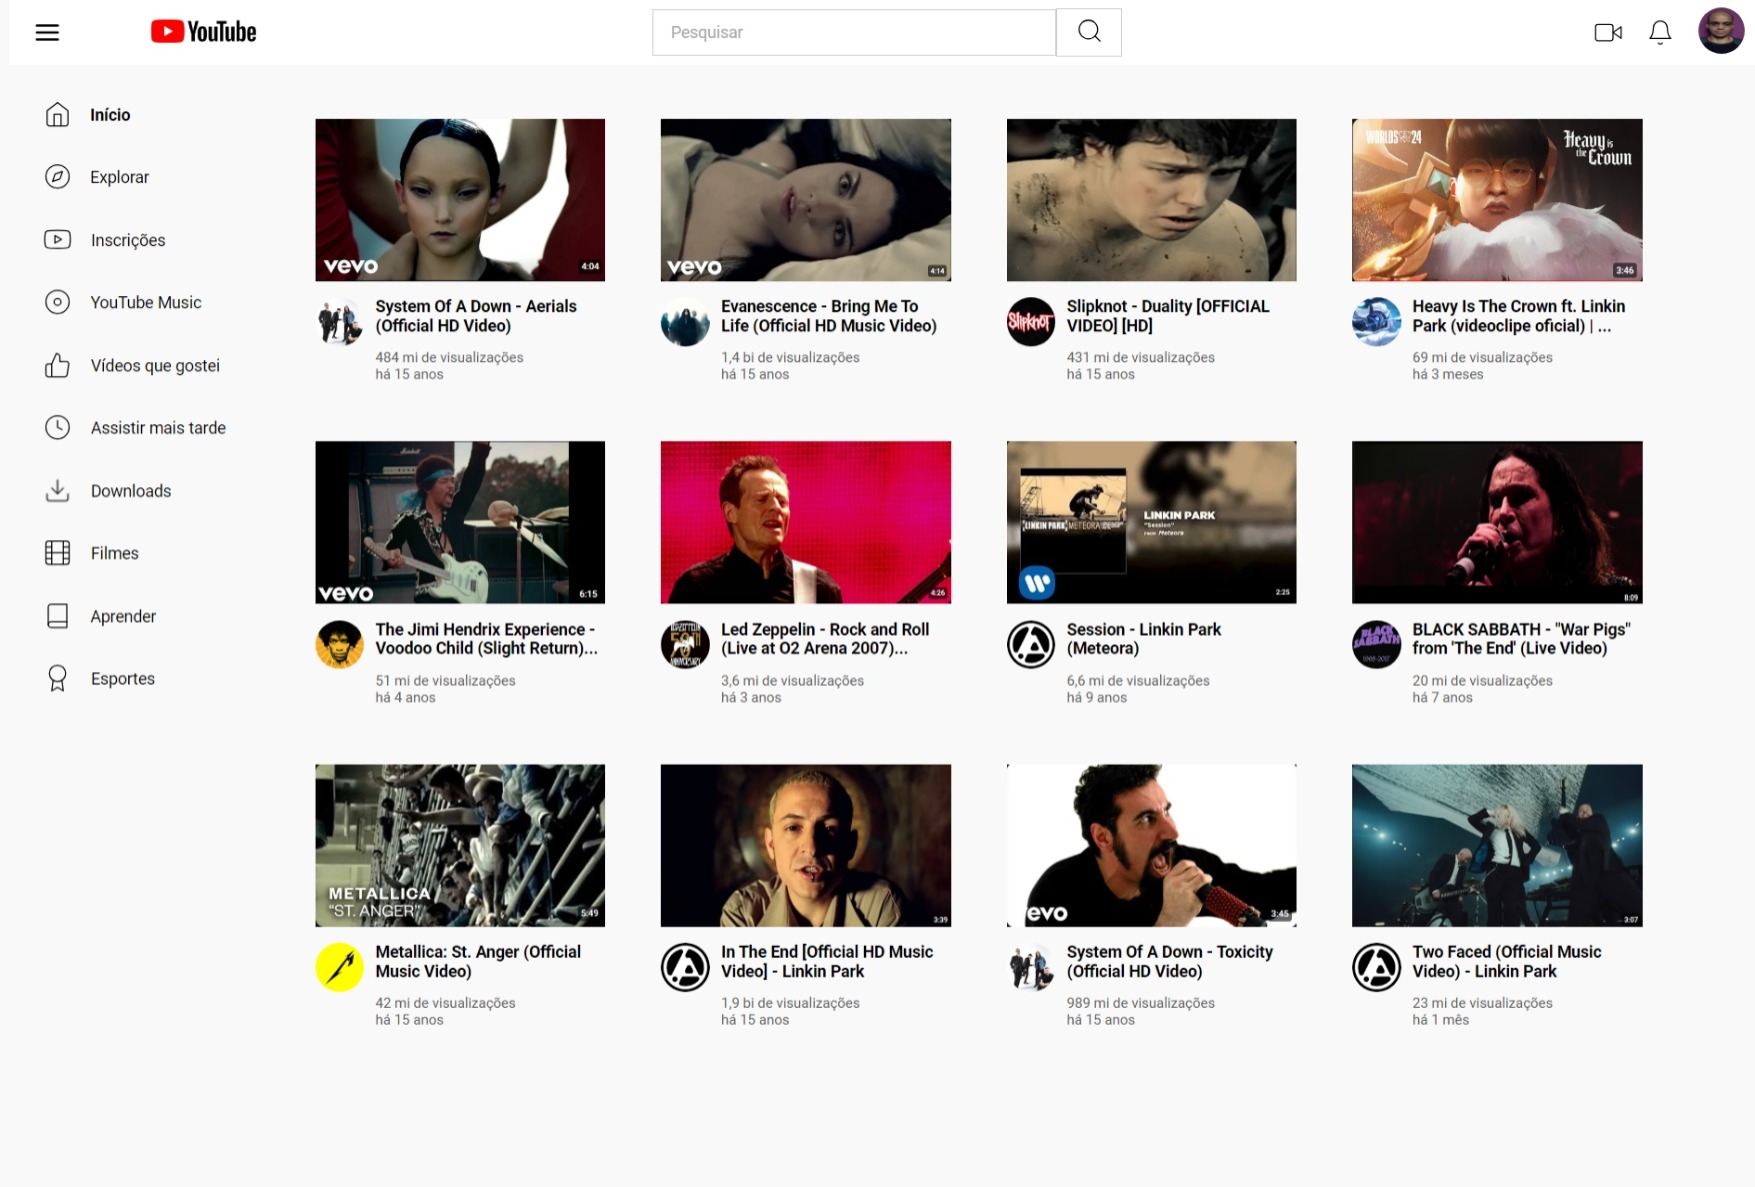 YouTube
Pesquisar
Início
Explorar
Inscrições
YouTube Music
Vídeos que gostei
Assistir mais tarde
Downloads
Filmes
Aprender
Esportes
vevo
4:04
System Of A Down - Aerials
(Official HD Video)
484 mi de visualizações
há 15 anos
vevo
4:14
Evanescence - Bring Me To
Life (Official HD Music Video)
1,4 bi de visualizações
há 15 anos
Slipknot
Slipknot - Duality [OFFICIAL
VIDEO] [HD]
431 mi de visualizações
há 15 anos
WORLDS 24
Heavy is
the Crown
3:46
Heavy Is The Crown ft. Linkin
Park (videoclipe oficial) | ...
69 mi de visualizações
há 3 meses
vevo
6:15
The Jimi Hendrix Experience -
Voodoo Child (Slight Return)...
51 mi de visualizações
há 4 anos
4:26
LED ZEPPELIN
50TH
ANNIVERSARY
Led Zeppelin - Rock and Roll
(Live at O2 Arena 2007)...
3,6 mi de visualizações
há 3 anos
LINKIN PARK METEORA
LINKIN PARK
"Session"
from Meteora
2:25
Session - Linkin Park
(Meteora)
6,6 mi de visualizações
há 9 anos
8:09
BLACK
SABBATH
1968-2017
BLACK SABBATH - "War Pigs"
from 'The End' (Live Video)
20 mi de visualizações
há 7 anos
METALLICA
"ST. ANGER"
5:49
Metallica: St. Anger (Official
Music Video)
42 mi de visualizações
há 15 anos
3:39
In The End [Official HD Music
Video] - Linkin Park
1,9 bi de visualizações
há 15 anos
evo
3:45
System Of A Down - Toxicity
(Official HD Video)
989 mi de visualizações
há 15 anos
3:07
Two Faced (Official Music
Video) - Linkin Park
23 mi de visualizações
há 1 mês